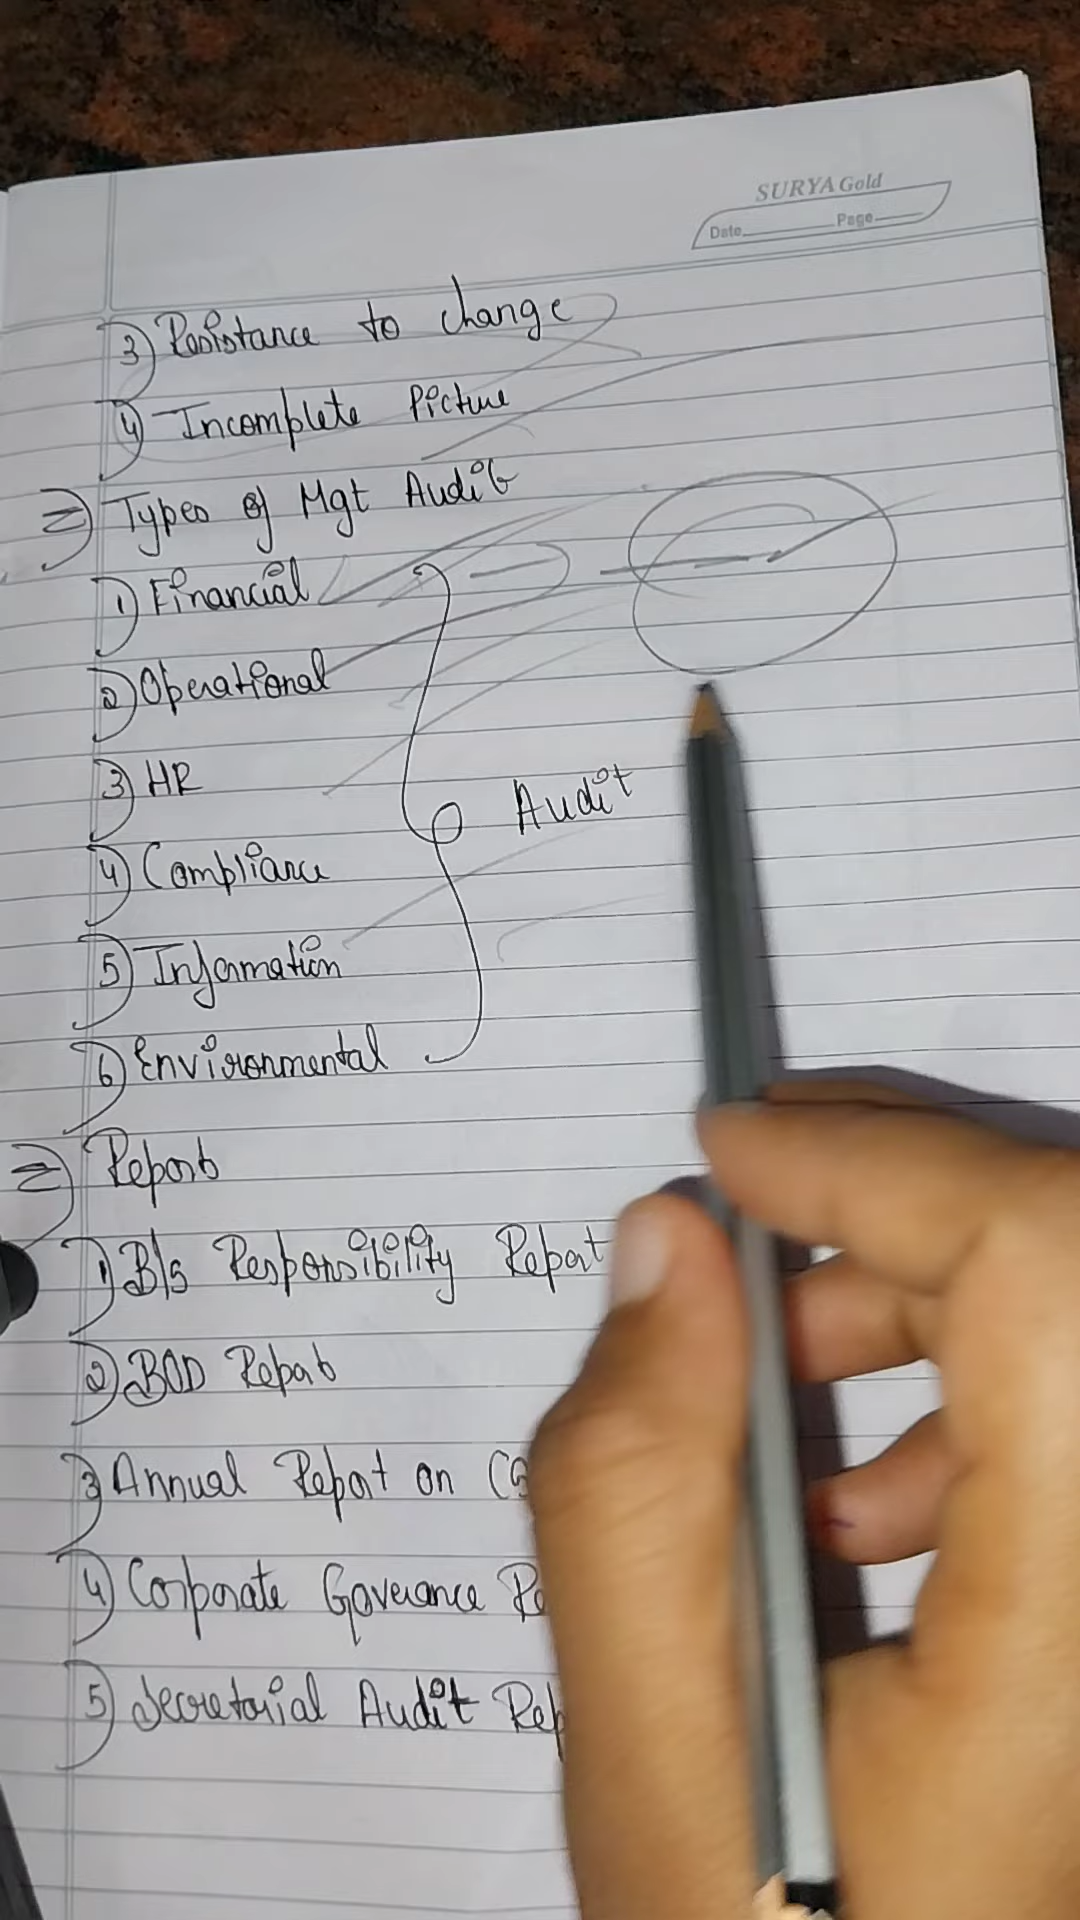 SURYA Gold
Date Page
3) Resistance to change
4) Incomplete Picture
=) Types of Mgt Audit
1) Financial
2) Operational
3) HR
Audit
4) Compliance
5) Information
6) Environmental
=) Report
1) B/s Responsibility Report
2) BOD Report
3) Annual Report on
4) Corporate Goverance
5) Secretarial Audit Rep